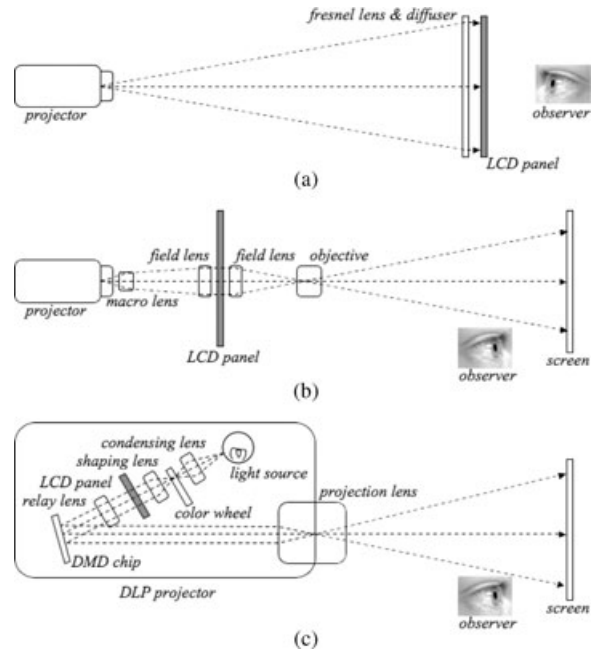 fresnel lens & diffuser
projector
observer
LCD panel
(a)
field lens
field lens
objective
macro lens
projector
LCD panel
observer
screen
(b)
condensing lens
shaping lens
LCD panel
relay lens
light source
color wheel
projection lens
DMD chip
DLP projector
observer
screen
(c)